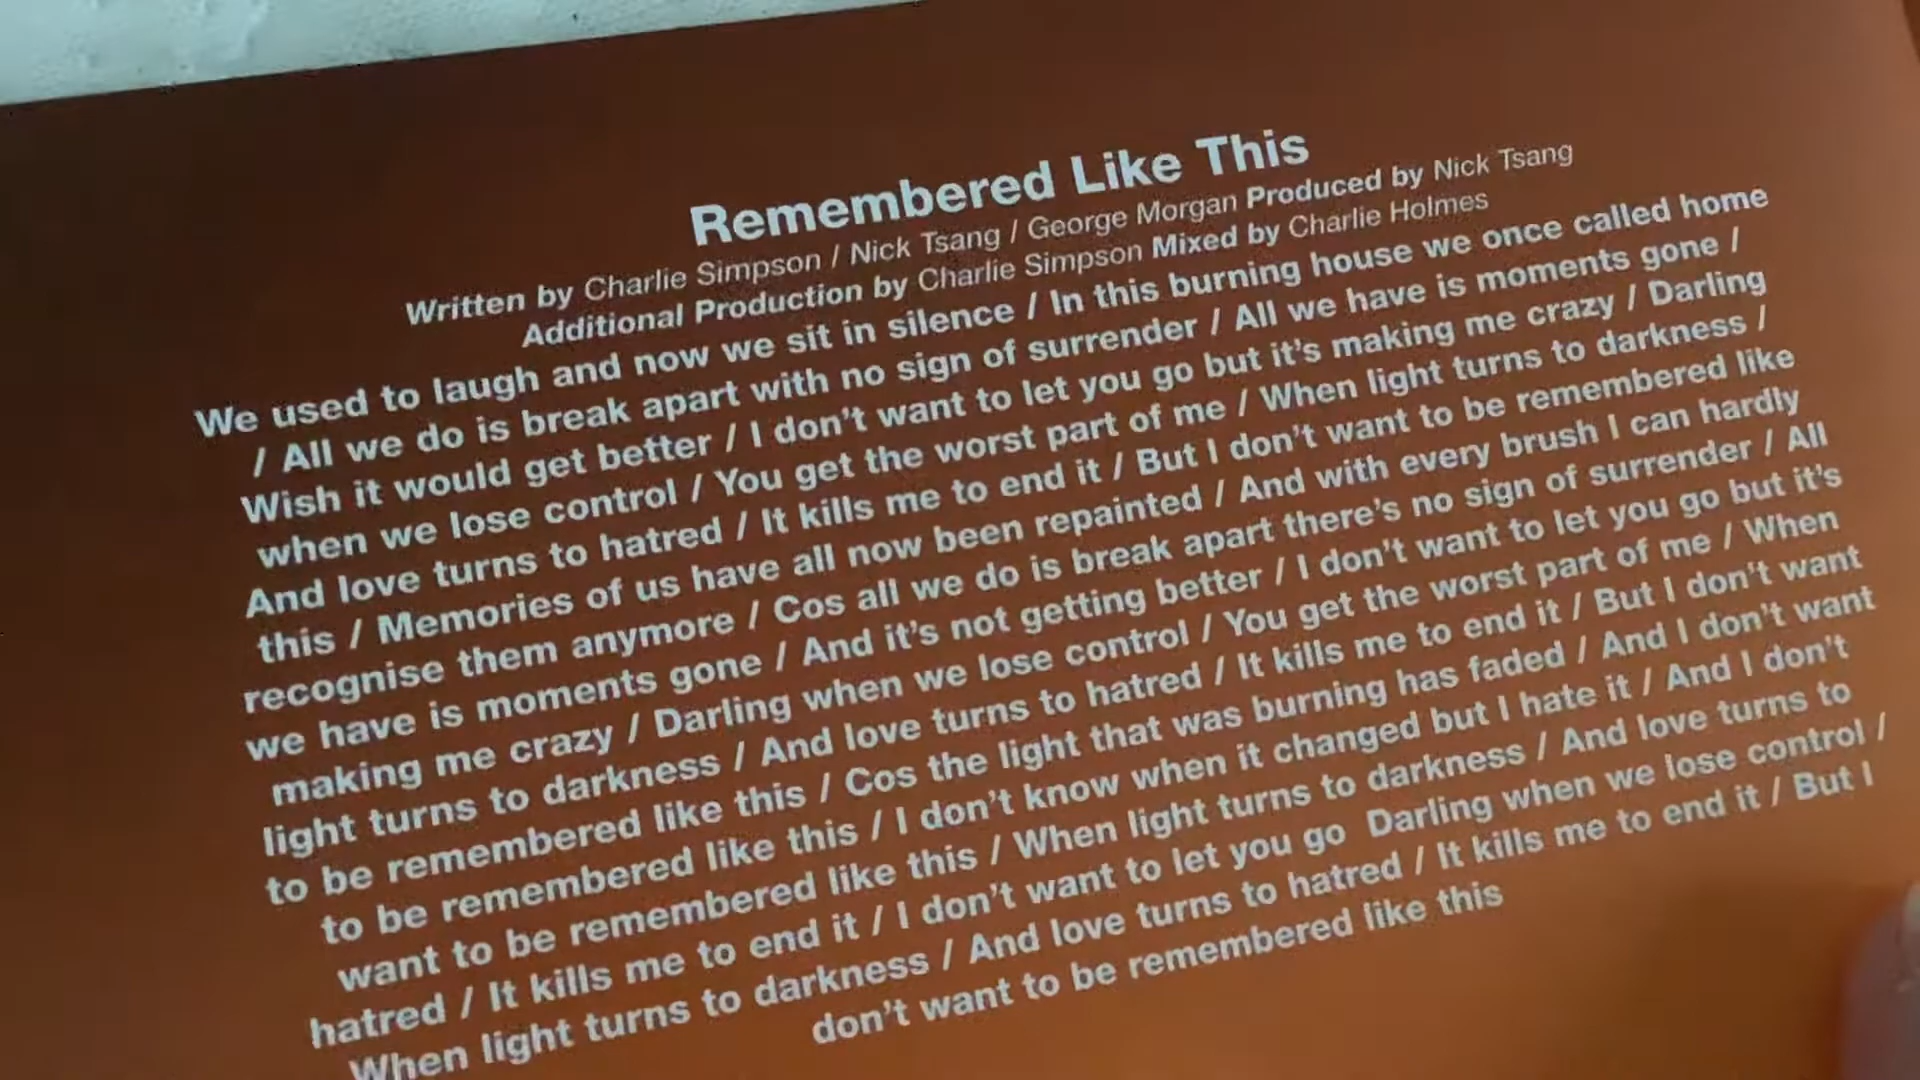 Remembered Like This
Written by Charlie Simpson / Nick Tsang / George Morgan Produced by Nick Tsang
Additional Production by Charlie Simpson Mixed by Charlie Holmes
We used to laugh and now we sit in silence / In this burning house we once called home
/ All we do is break apart with no sign of surrender / All we have is moments gone /
Wish it would get better / I don't want to let you go but it's making me crazy / Darling
when we lose control / You get the worst part of me / When light turns to darkness /
And love turns to hatred / It kills me to end it / But I don't want to be remembered like
this / Memories of us have all now been repainted / And with every brush I can hardly
recognise them anymore / Cos all we do is break apart there's no sign of surrender / All
we have is moments gone / And it's not getting better / I don't want to let you go but it's
making me crazy / Darling when we lose control / You get the worst part of me / When
light turns to darkness / And love turns to hatred / It kills me to end it / But I don't want
to be remembered like this / Cos the light that was burning has faded / And I don't want
to be remembered like this / I don't know when it changed but I hate it / And I don't
want to be remembered like this / When light turns to darkness / And love turns to
hatred / It kills me to end it / I don't want to let you go  Darling when we lose control /
When light turns to darkness / And love turns to hatred / It kills me to end it / But I
don't want to be remembered like this